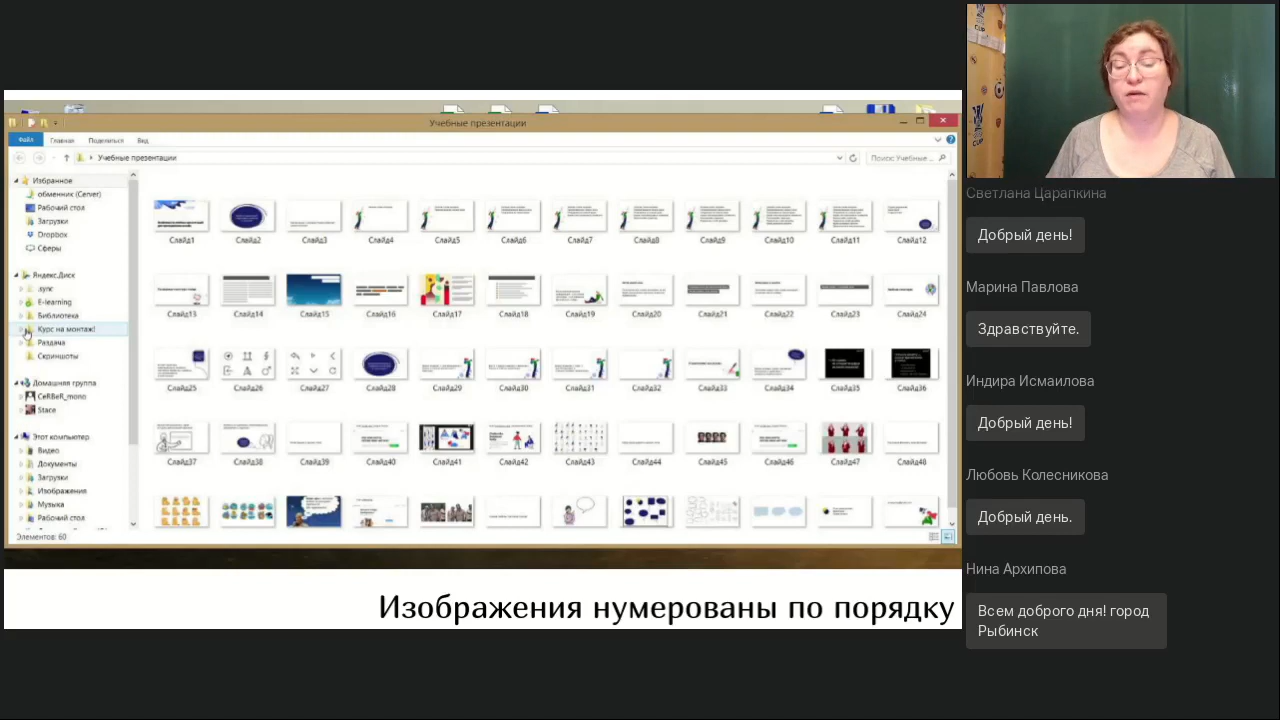 Учебные презентации
Файл Главная Поделиться Вид
Учебные презентации
Поиск: Учебные ...
Избранное
обменник (Cerver)
Рабочий стол
Загрузки
Dropbox
Сферы
Яндекс.Диск
.sync
E-learning
Библиотека
Курс на монтаж!
Раздача
Скриншоты
Домашняя группа
CeRBeR_mono
Stace
Этот компьютер
Видео
Документы
Загрузки
Изображения
Музыка
Рабочий стол
Слайд1 Слайд2 Слайд3 Слайд4 Слайд5 Слайд6 Слайд7 Слайд8 Слайд9 Слайд10 Слайд11 Слайд12
Слайд13 Слайд14 Слайд15 Слайд16 Слайд17 Слайд18 Слайд19 Слайд20 Слайд21 Слайд22 Слайд23 Слайд24
Слайд25 Слайд26 Слайд27 Слайд28 Слайд29 Слайд30 Слайд31 Слайд32 Слайд33 Слайд34 Слайд35 Слайд36
Слайд37 Слайд38 Слайд39 Слайд40 Слайд41 Слайд42 Слайд43 Слайд44 Слайд45 Слайд46 Слайд47 Слайд48
Элементов: 60
Изображения нумерованы по порядку
Светлана Царапкина
Добрый день!
Марина Павлова
Здравствуйте.
Индира Исмаилова
Добрый день!
Любовь Колесникова
Добрый день.
Нина Архипова
Всем доброго дня! город
Рыбинск